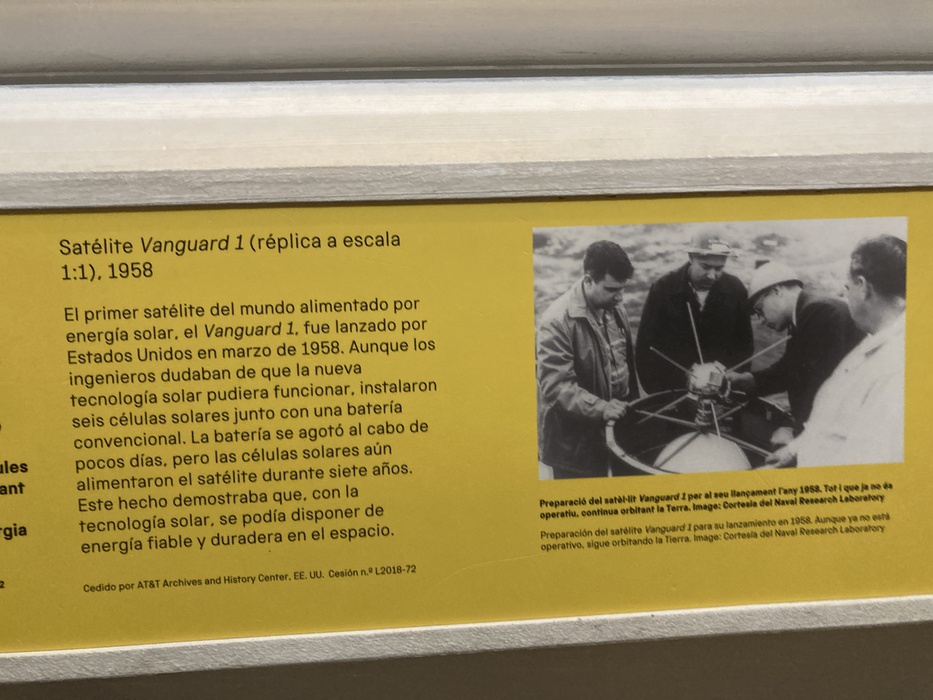 ules
ant
rgia
2
Satélite Vanguard 1 (réplica a escala
1:1), 1958
El primer satélite del mundo alimentado por
energía solar, el Vanguard 1, fue lanzado por
Estados Unidos en marzo de 1958. Aunque los
ingenieros dudaban de que la nueva
tecnología solar pudiera funcionar, instalaron
seis células solares junto con una batería
convencional. La batería se agotó al cabo de
pocos días, pero las células solares aún
alimentaron el satélite durante siete años.
Este hecho demostraba que, con la
tecnología solar, se podía disponer de
energía fiable y duradera en el espacio.
Cedido por AT&T Archives and History Center, EE. UU. Cesión n.º L2018-72
Preparació del satèl·lit Vanguard 1 per al seu llançament l'any 1958. Tot i que ja no és
operatiu, continua orbitant la Terra. Image: Cortesia del Naval Research Laboratory
Preparación del satélite Vanguard 1 para su lanzamiento en 1958. Aunque ya no esté
operativo, sigue orbitando la Tierra. Image: Cortesía del Naval Research Laboratory